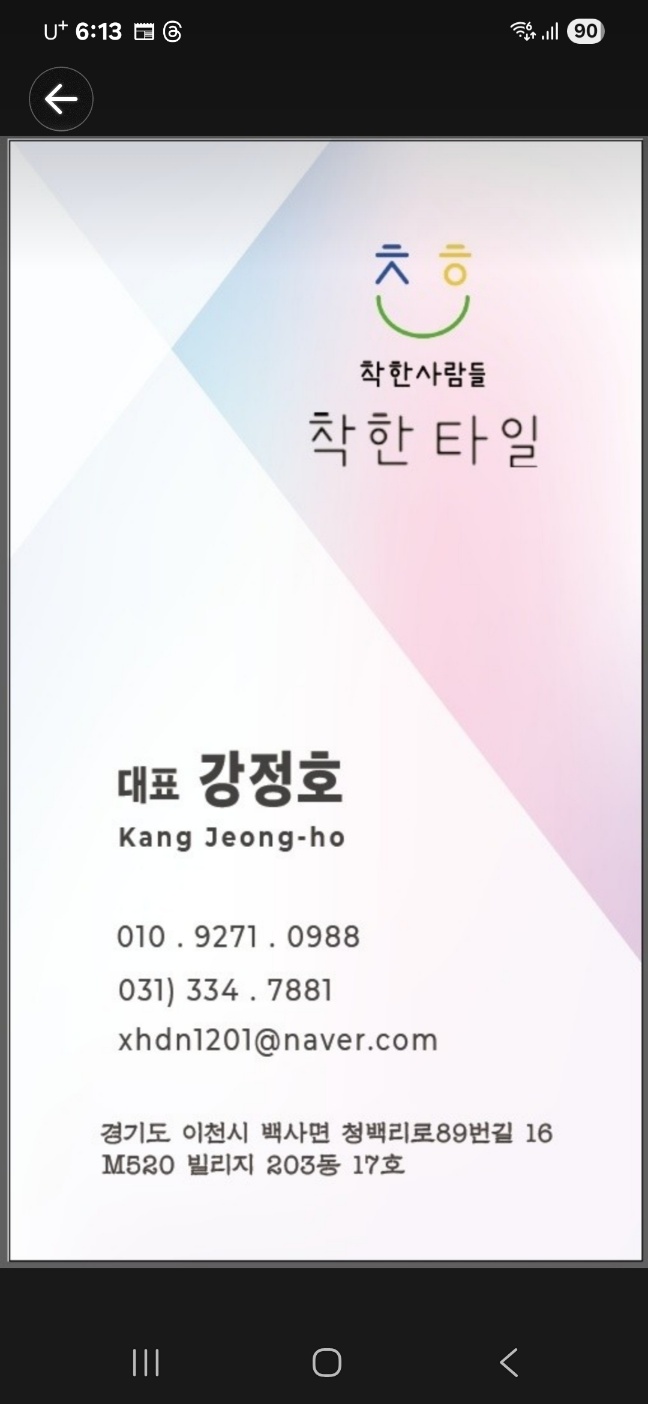 U+ 6:13 90
ㅊ ㅎ
착한사람들
착한 타일
대표 강정호
Kang Jeong-ho
010 . 9271 . 0988
031) 334 . 7881
xhdn1201@naver.com
경기도 이천시 백사면 청백리로89번길 16
M520 빌리지 203동 17호